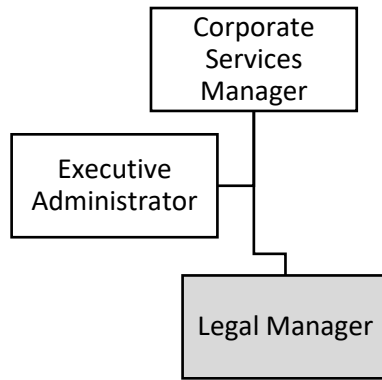 Corporate
Services
Manager
Executive
Administrator
Legal Manager